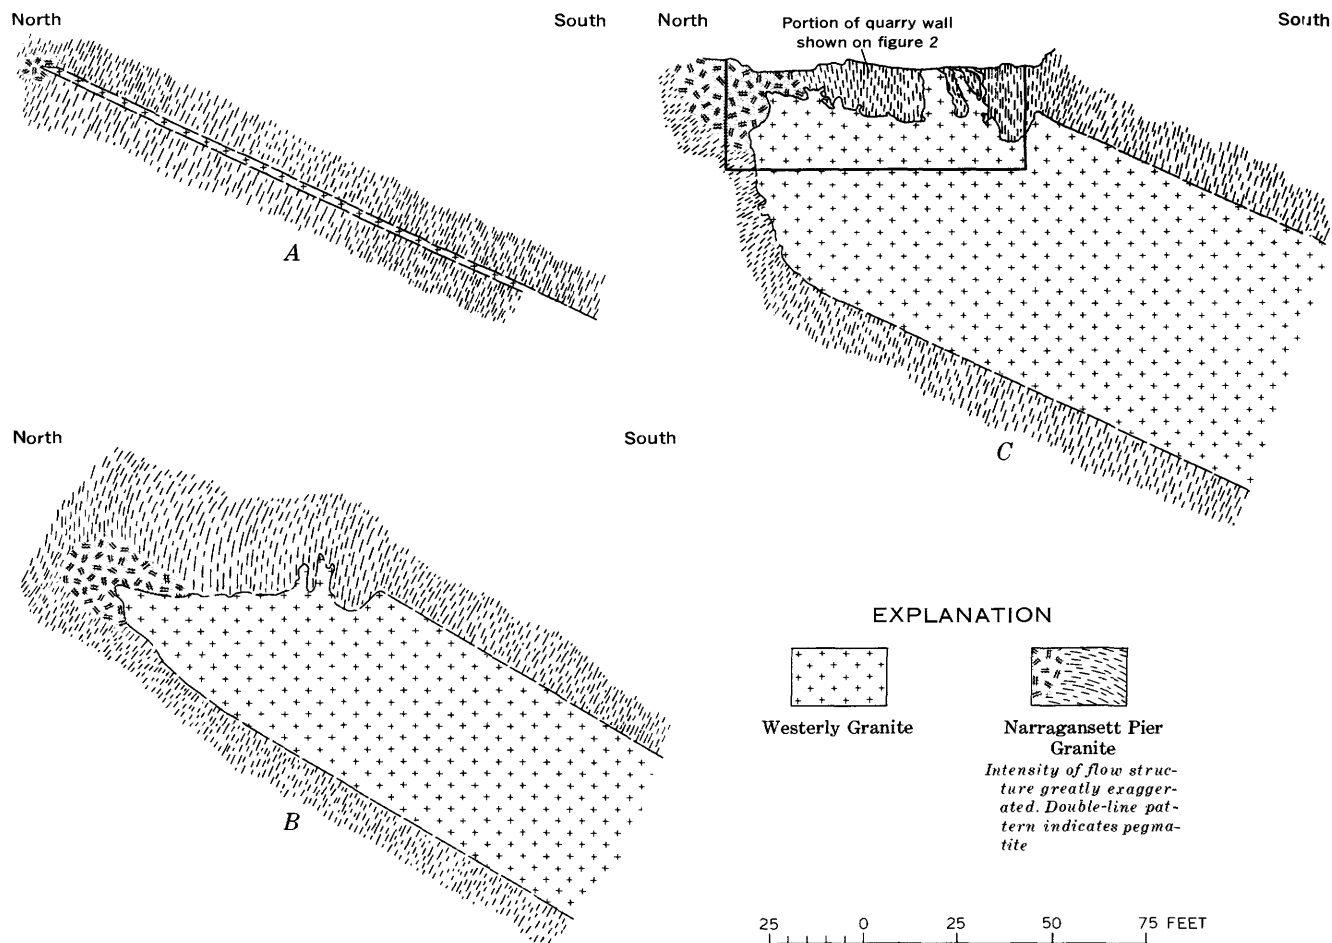 North
South
A
North
South
Portion of quarry wall
shown on figure 2
C
North
South
B
EXPLANATION
Westerly Granite
Narragansett Pier
Granite
Intensity of flow struc-
ture greatly exagger-
ated. Double-line pat-
tern indicates pegma-
tite
25 0 25 50 75 FEET